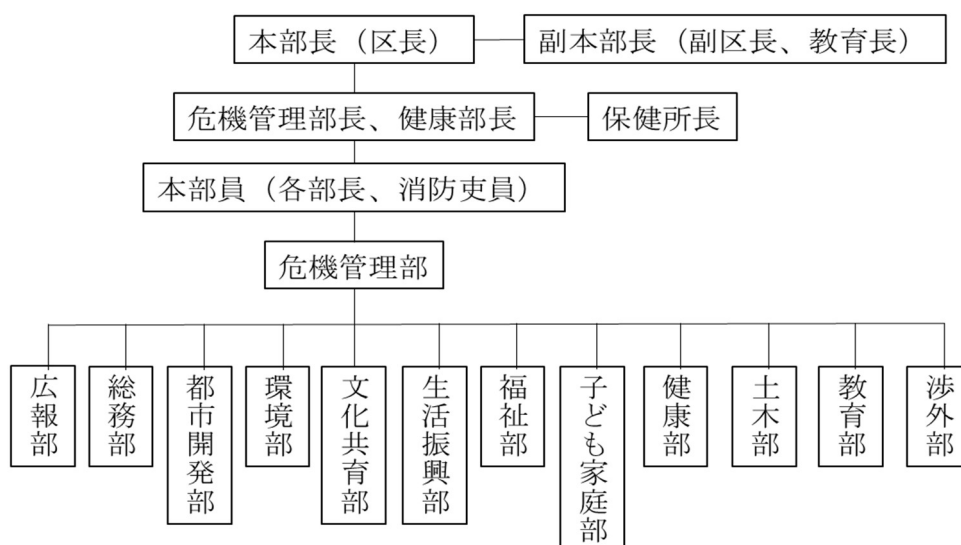 本部長（区長）
副本部長（副区長、教育長）
危機管理部長、健康部長
保健所長
本部員（各部長、消防吏員）
危機管理部
広報部
総務部
都市開発部
環境部
文化共育部
生活振興部
福祉部
子ども家庭部
健康部
土木部
教育部
渉外部